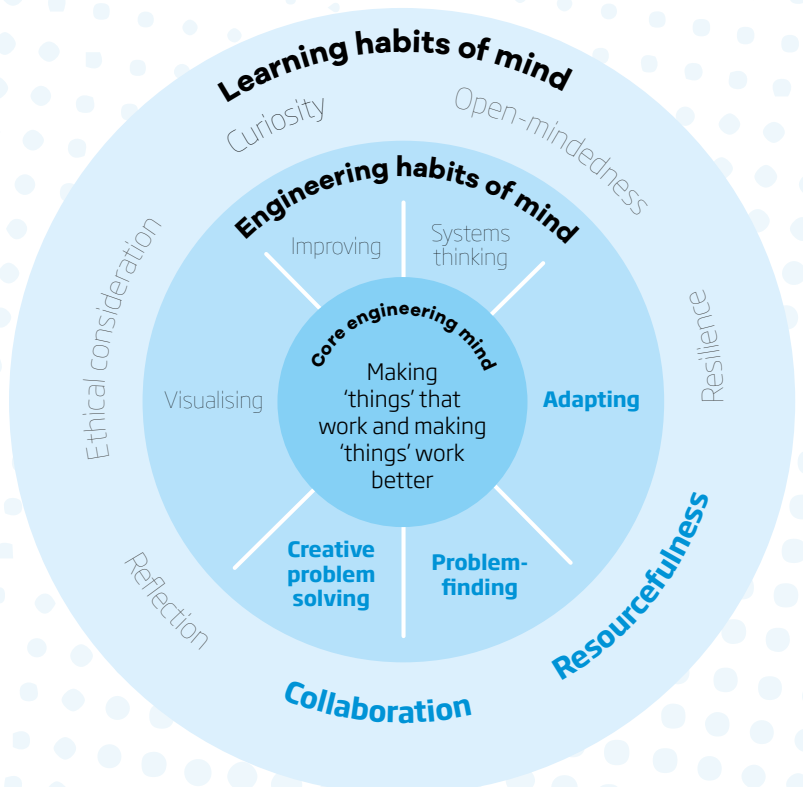 Learning habits of mind
Curiosity
Open-mindedness
Ethical consideration
Resilience
Reflection
Resourcefulness
Collaboration
Engineering habits of mind
Improving
Systems
thinking
Visualising
Adapting
Creative
problem
solving
Problem-
finding
Core engineering mind
Making
'things' that
work and making
'things' work
better